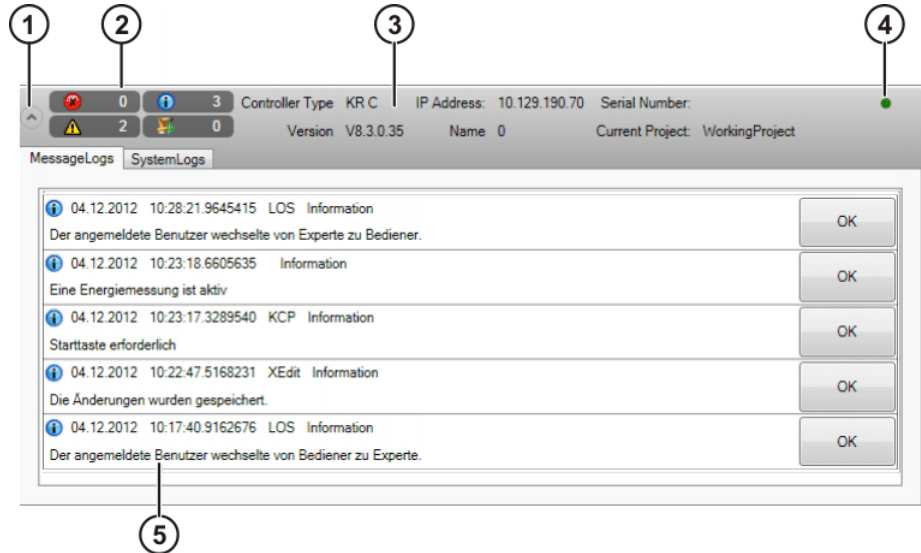 1 2 3 4
0 3 Controller Type KR C IP Address: 10.129.190.70 Serial Number:
2 0 Version V8.3.0.35 Name 0 Current Project: WorkingProject
MessageLogs SystemLogs
04.12.2012 10:28:21.9645415 LOS Information
Der angemeldete Benutzer wechselte von Experte zu Bediener.
OK
04.12.2012 10:23:18.6605635 Information
Eine Energiemessung ist aktiv
OK
04.12.2012 10:23:17.3289540 KCP Information
Starttaste erforderlich
OK
04.12.2012 10:22:47.5168231 XEdit Information
Die Änderungen wurden gespeichert.
OK
04.12.2012 10:17:40.9162676 LOS Information
Der angemeldete Benutzer wechselte von Bediener zu Experte.
OK
5